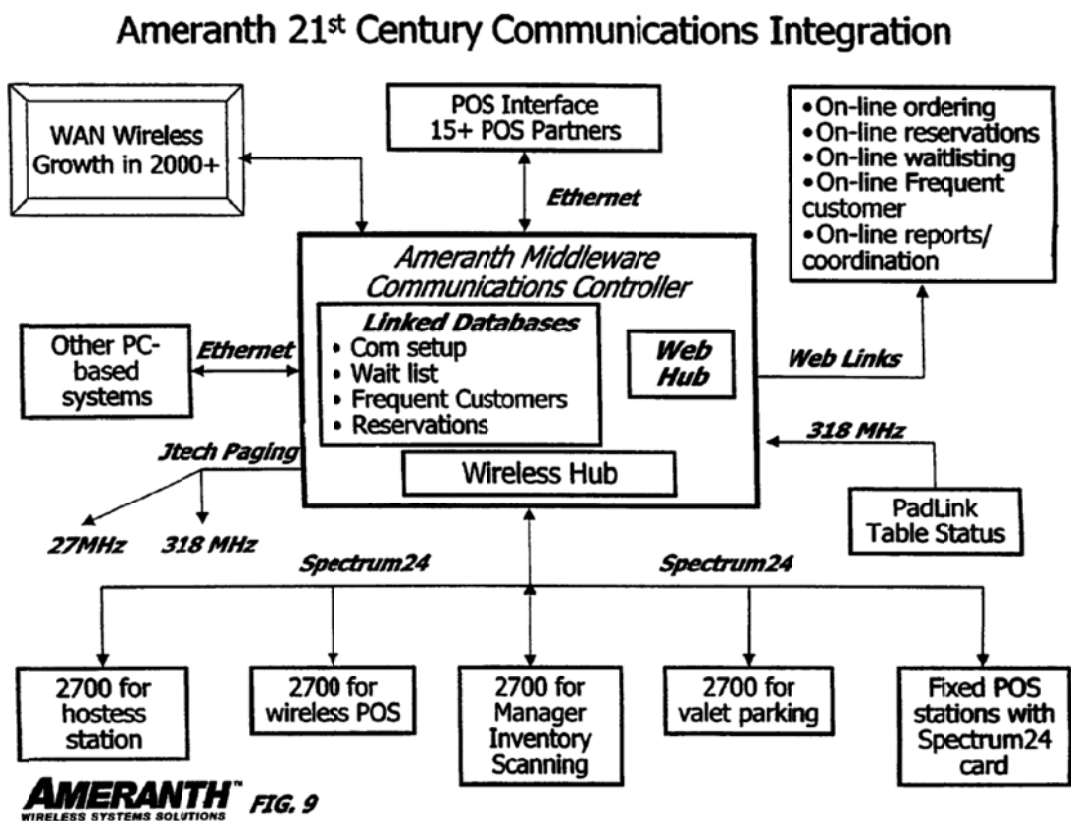 Ameranth 21st Century Communications Integration
WAN Wireless
Growth in 2000+
POS Interface
15+ POS Partners
• On-line ordering
• On-line reservations
• On-line waitlisting
• On-line Frequent
customer
• On-line reports/
coordination
Ethernet
Ameranth Middleware
Communications Controller
Linked Databases
• Com setup
• Wait list
• Frequent Customers
• Reservations
Web
Hub
Wireless Hub
Other PC-
based
systems
Ethernet
Web Links
Jtech Paging
27MHz
318 MHz
318 MHz
PadLink
Table Status
Spectrum24
Spectrum24
2700 for
hostess
station
2700 for
wireless POS
2700 for
Manager
Inventory
Scanning
2700 for
valet parking
Fixed POS
stations with
Spectrum24
card
AMERANTH™
WIRELESS SYSTEMS SOLUTIONS
FIG. 9